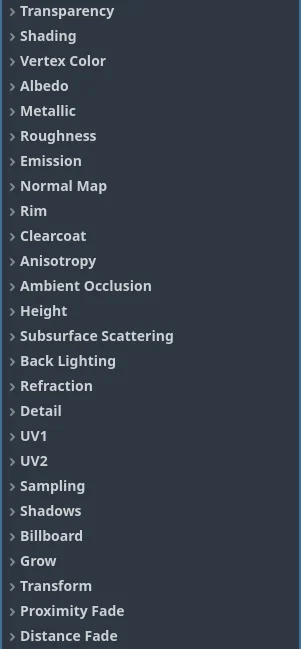 Transparency
Shading
Vertex Color
Albedo
Metallic
Roughness
Emission
Normal Map
Rim
Clearcoat
Anisotropy
Ambient Occlusion
Height
Subsurface Scattering
Back Lighting
Refraction
Detail
UV1
UV2
Sampling
Shadows
Billboard
Grow
Transform
Proximity Fade
Distance Fade